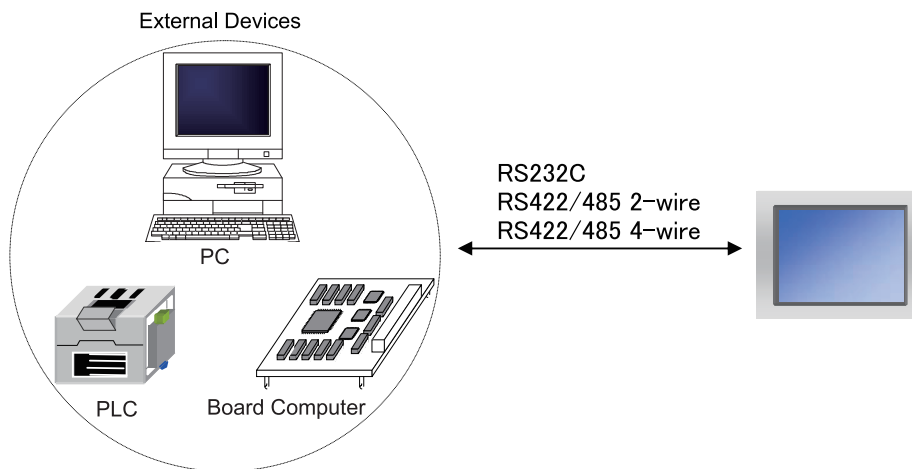 External Devices
PC
PLC
Board Computer
RS232C
RS422/485 2-wire
RS422/485 4-wire